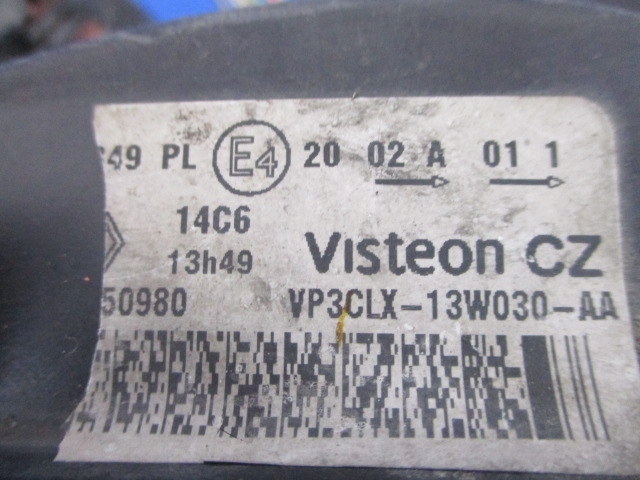 49 PL E4 20 02 A 01 1
14C6
13h49 Visteon CZ
50980 VP3CLX-13W030-AA